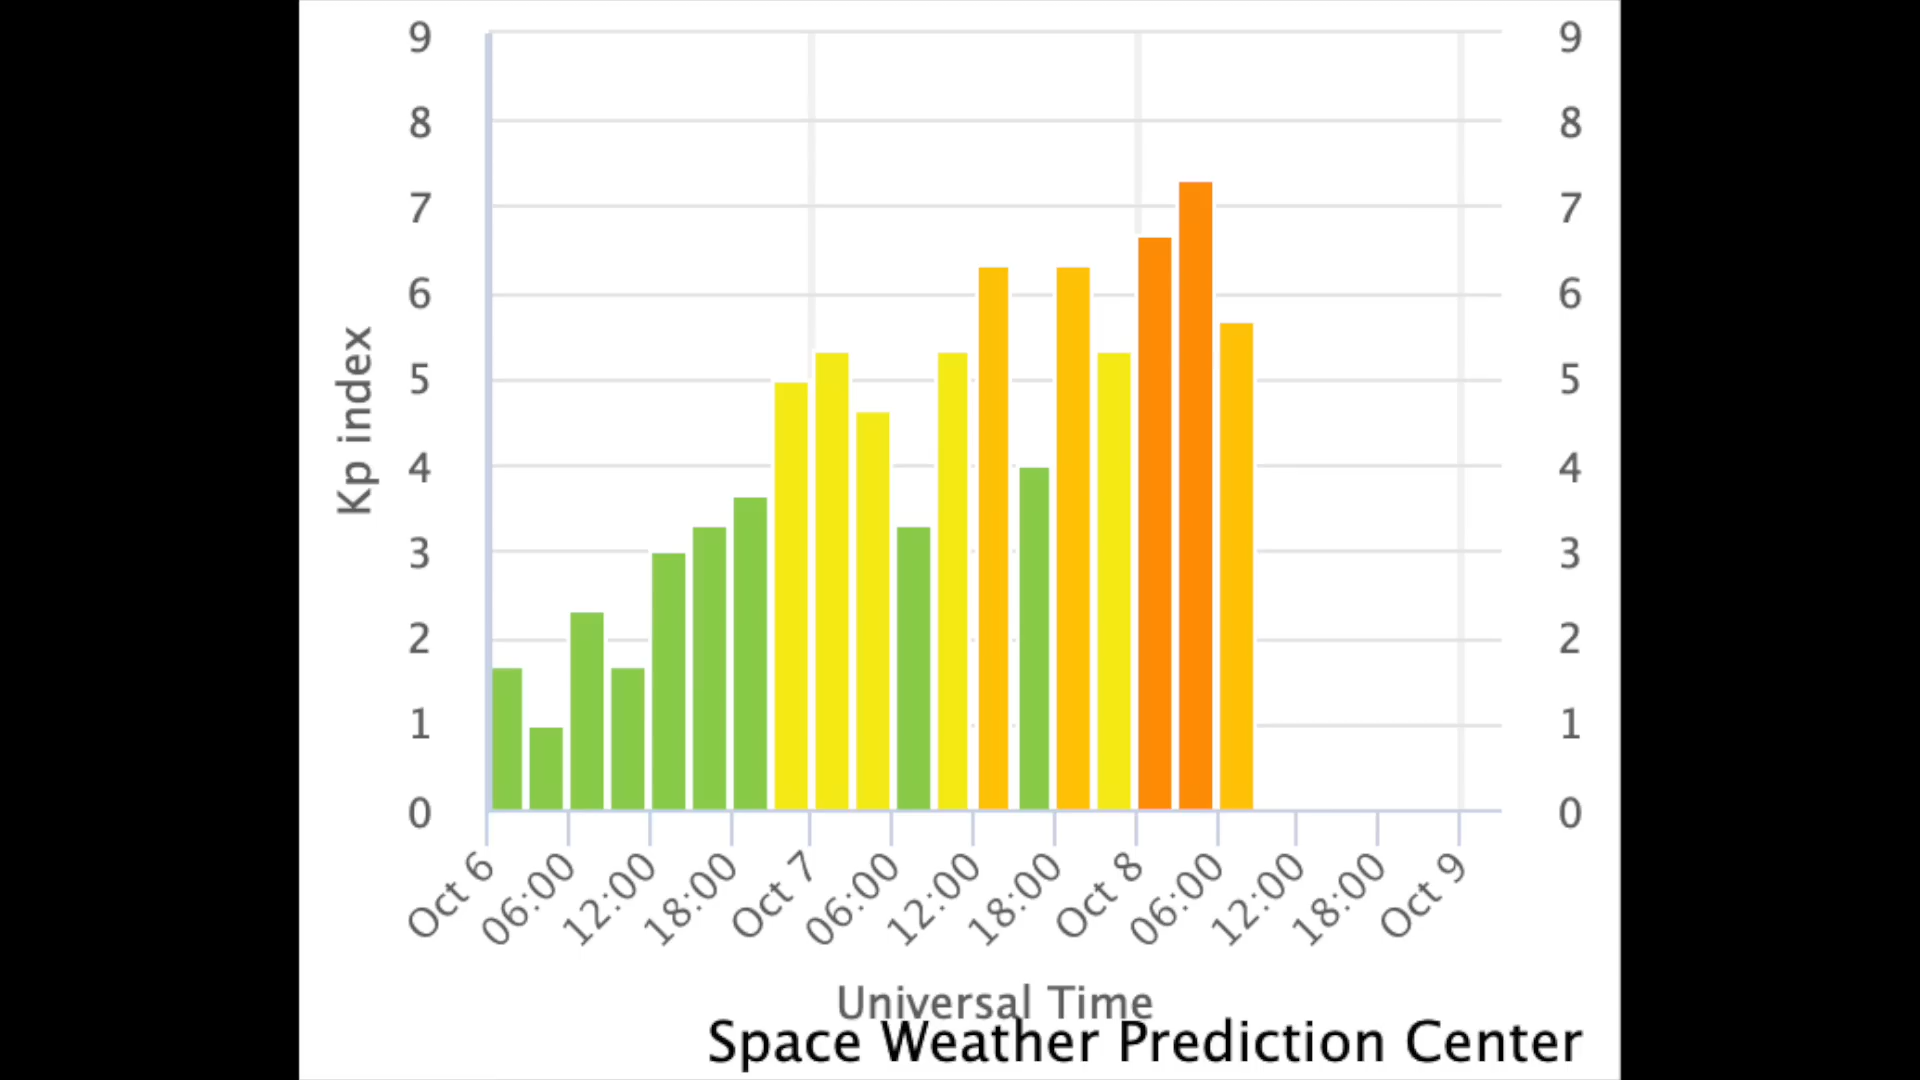 9 9
8 8
7 7
6 6
5 5
4 4
3 3
2 2
1 1
0 0
Kp index
Oct 6 06:00 12:00 18:00 Oct 7 06:00 12:00 18:00 Oct 8 06:00 12:00 18:00 Oct 9
Universal Time
Space Weather Prediction Center